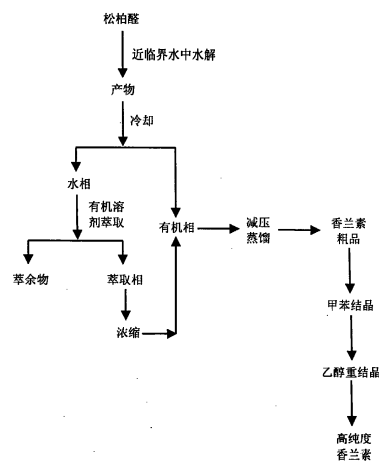 松柏醛
近临界水中水解
产物
冷却
水相
有机溶
剂萃取
有机相
减压
蒸馏
香兰素
粗品
萃余物
萃取相
浓缩
甲苯结晶
乙醇重结晶
高纯度
香兰素